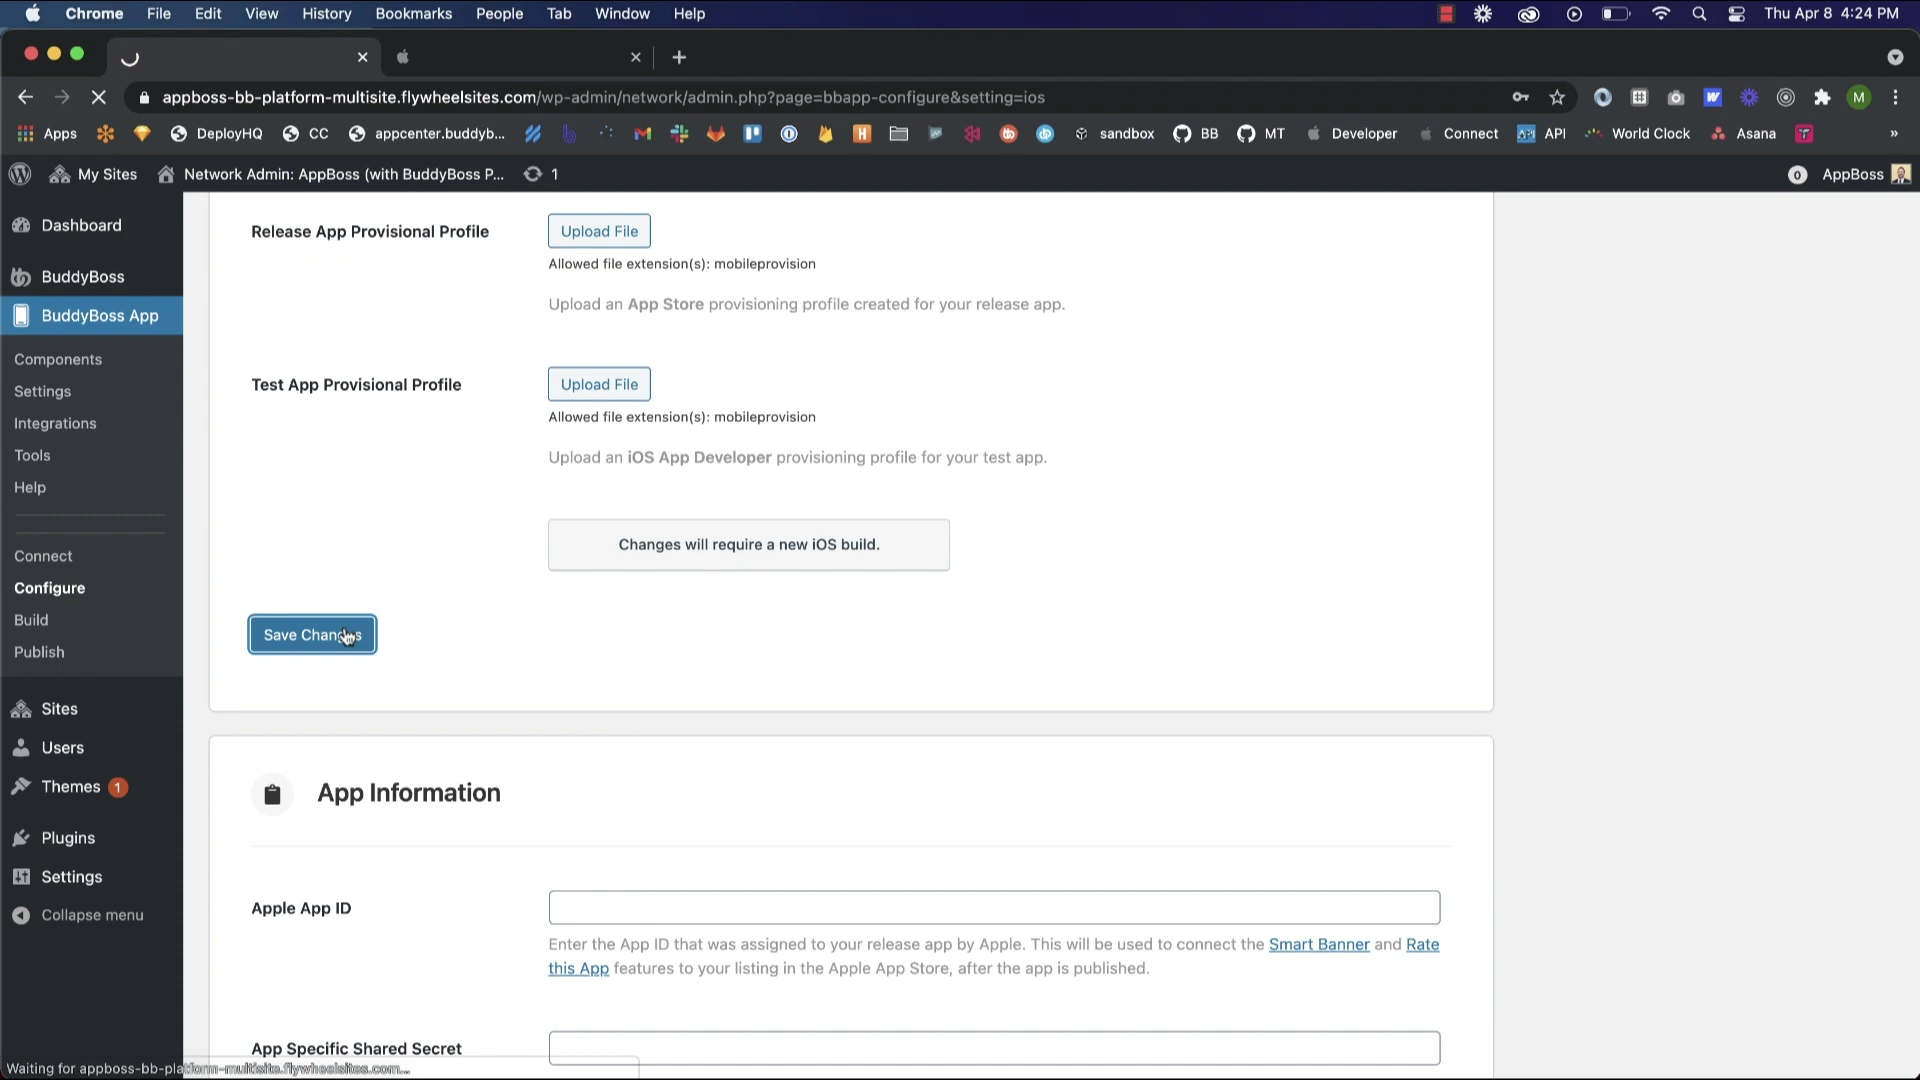 Chrome File Edit View History Bookmarks People Tab Window Help Thu Apr 8 4:24 PM
appboss-bb-platform-multisite.flywheelsites.com/wp-admin/network/admin.php?page=bbapp-configure&setting=ios
M
Apps DeployHQ CC appcenter.buddyb... sandbox BB MT Developer Connect API World Clock Asana »
My Sites Network Admin: AppBoss (with BuddyBoss P... 1 0 AppBoss
Dashboard
BuddyBoss
BuddyBoss App
Components
Settings
Integrations
Tools
Help
Connect
Configure
Build
Publish
Sites
Users
Themes 1
Plugins
Settings
Collapse menu
Release App Provisional Profile
Upload File
Allowed file extension(s): mobileprovision
Upload an App Store provisioning profile created for your release app.
Test App Provisional Profile
Upload File
Allowed file extension(s): mobileprovision
Upload an iOS App Developer provisioning profile for your test app.
Changes will require a new iOS build.
Save Changes
App Information
Apple App ID
Enter the App ID that was assigned to your release app by Apple. This will be used to connect the Smart Banner and Rate
this App features to your listing in the Apple App Store, after the app is published.
App Specific Shared Secret
Waiting for appboss-bb-platform-multisite.flywheelsites.com...